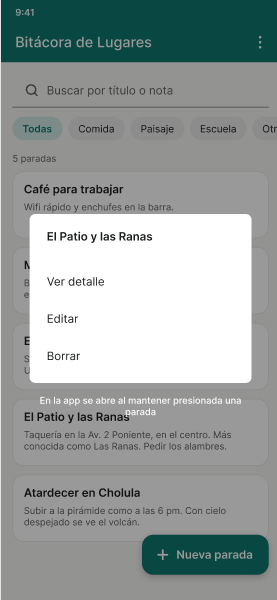 9:41
Bitácora de Lugares
Buscar por título o nota
Todas
Comida
Paisaje
Escuela
Otr
5 paradas
Café para trabajar
Wifi rápido y enchufes en la barra.
El Patio y las Ranas
Ver detalle
Editar
Borrar
En la app se abre al mantener presionada una
parada
El Patio y las Ranas
Taquería en la Av. 2 Poniente, en el centro. Más
conocida como Las Ranas. Pedir los alambres.
Atardecer en Cholula
Subir a la pirámide como a las 6 pm. Con cielo
despejado se ve el volcán.
+ Nueva parada